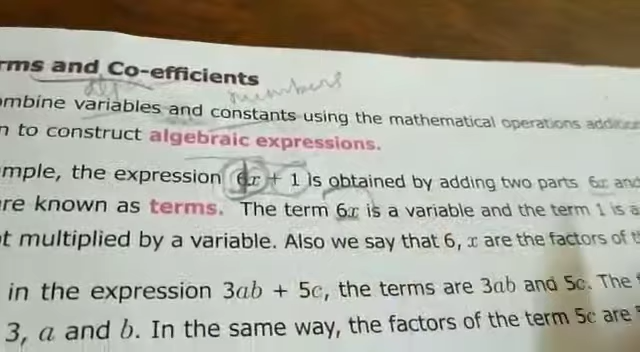 rms and Co-efficients
numbers
ombine variables and constants using the mathematical operations addition
n to construct algebraic expressions.
mple, the expression 6x + 1 is obtained by adding two parts 6x and
re known as terms. The term 6x is a variable and the term 1 is a
t multiplied by a variable. Also we say that 6, x are the factors of
in the expression 3ab + 5c, the terms are 3ab and 5c. The
3, a and b. In the same way, the factors of the term 5c are